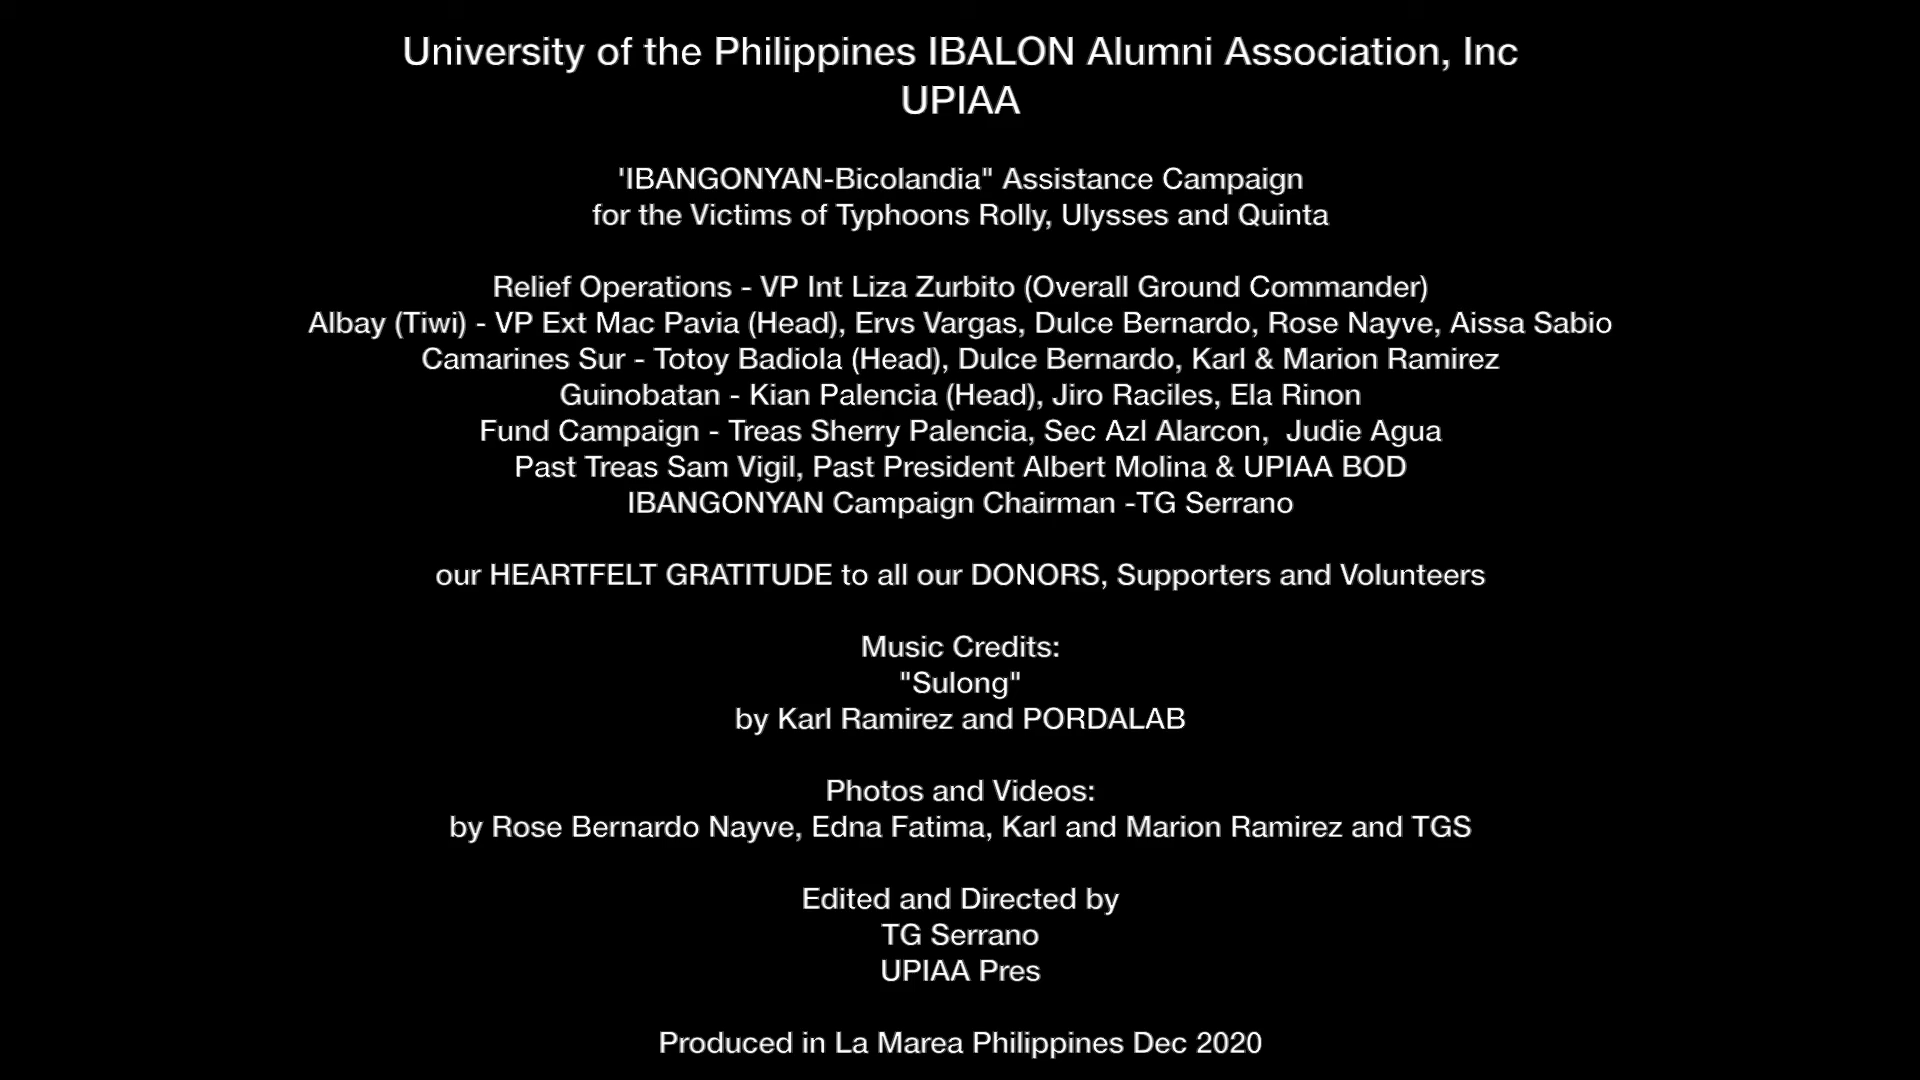 University of the Philippines IBALON Alumni Association, Inc
UPIAA
'IBANGONYAN-Bicolandia" Assistance Campaign
for the Victims of Typhoons Rolly, Ulysses and Quinta
Relief Operations - VP Int Liza Zurbito (Overall Ground Commander)
Albay (Tiwi) - VP Ext Mac Pavia (Head), Ervs Vargas, Dulce Bernardo, Rose Nayve, Aissa Sabio
Camarines Sur - Totoy Badiola (Head), Dulce Bernardo, Karl & Marion Ramirez
Guinobatan - Kian Palencia (Head), Jiro Raciles, Ela Rinon
Fund Campaign - Treas Sherry Palencia, Sec Azl Alarcon,  Judie Agua
Past Treas Sam Vigil, Past President Albert Molina & UPIAA BOD
IBANGONYAN Campaign Chairman -TG Serrano
our HEARTFELT GRATITUDE to all our DONORS, Supporters and Volunteers
Music Credits:
"Sulong"
by Karl Ramirez and PORDALAB
Photos and Videos:
by Rose Bernardo Nayve, Edna Fatima, Karl and Marion Ramirez and TGS
Edited and Directed by
TG Serrano
UPIAA Pres
Produced in La Marea Philippines Dec 2020